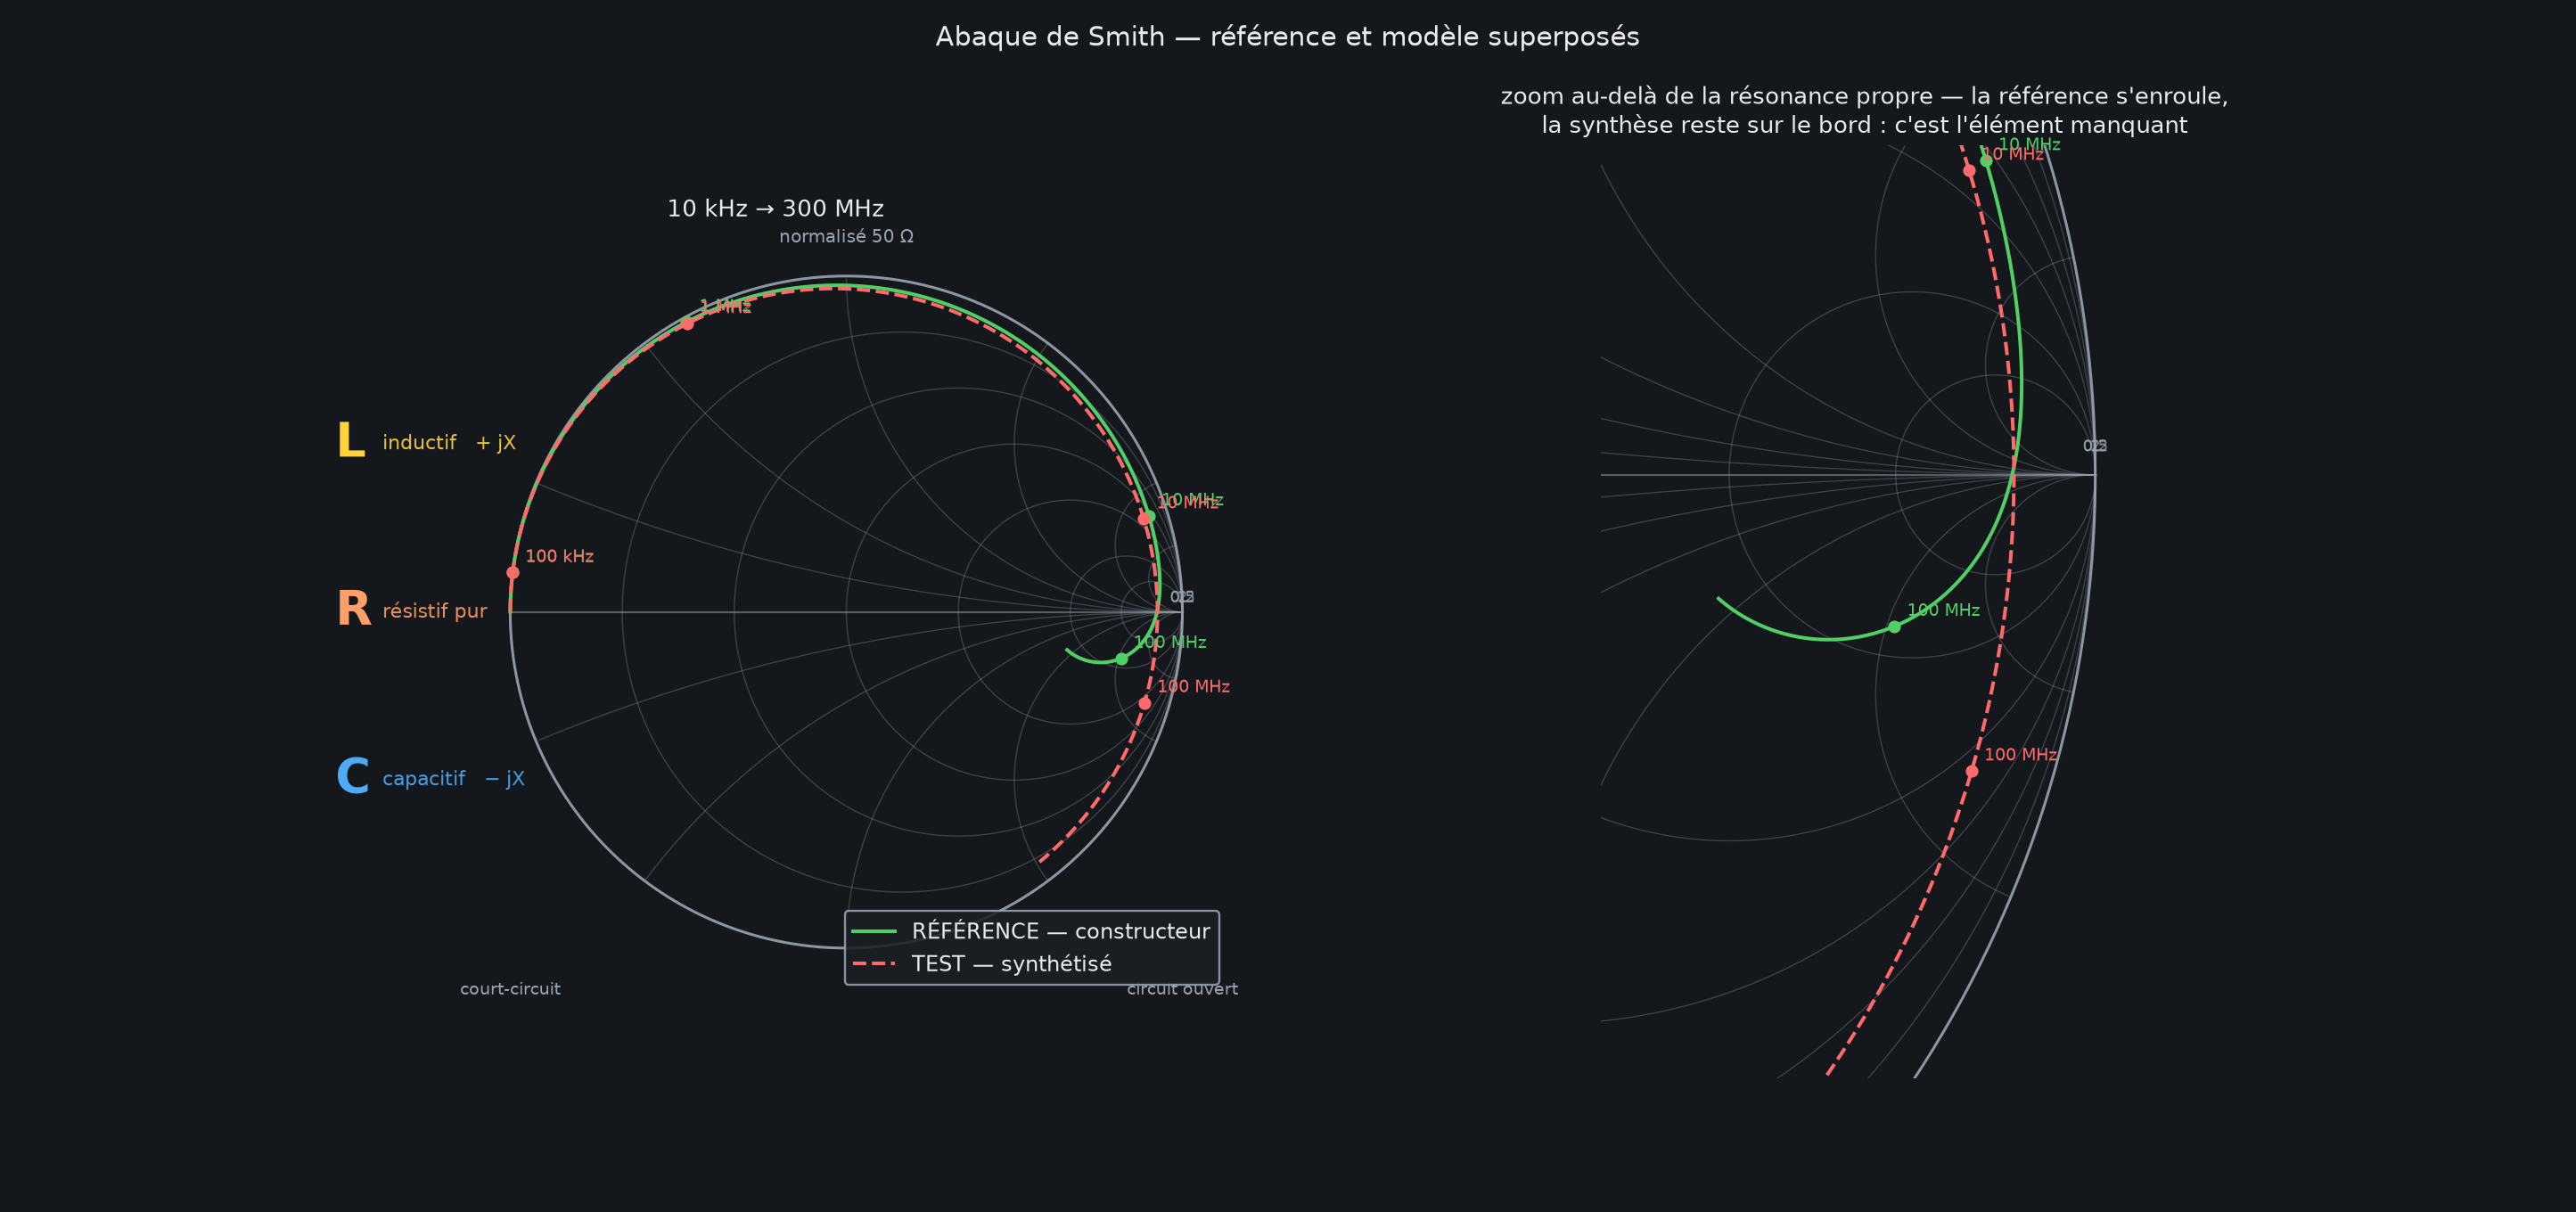 Abaque de Smith — référence et modèle superposés
10 kHz → 300 MHz
normalisé 50 Ω
1 MHz
L inductif + jX
10 MHz
10 MHz
100 kHz
R résistif pur
100 MHz
100 MHz
C capacitif − jX
RÉFÉRENCE — constructeur
TEST — synthétisé
court-circuit
circuit ouvert
zoom au-delà de la résonance propre — la référence s'enroule,
la synthèse reste sur le bord : c'est l'élément manquant
10 MHz
10 MHz
100 MHz
100 MHz